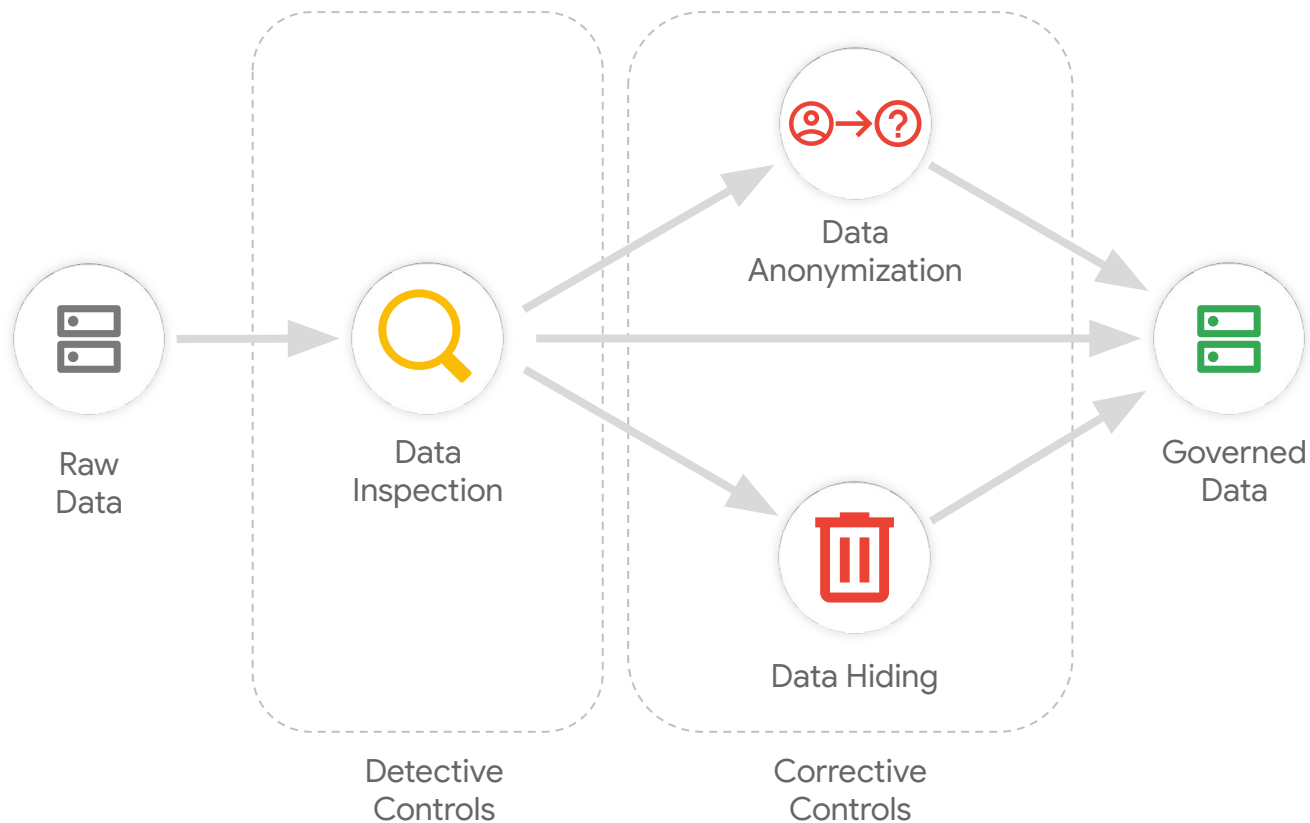 Data
Anonymization
Raw
Data
Data
Inspection
Governed
Data
Data Hiding
Detective
Controls
Corrective
Controls